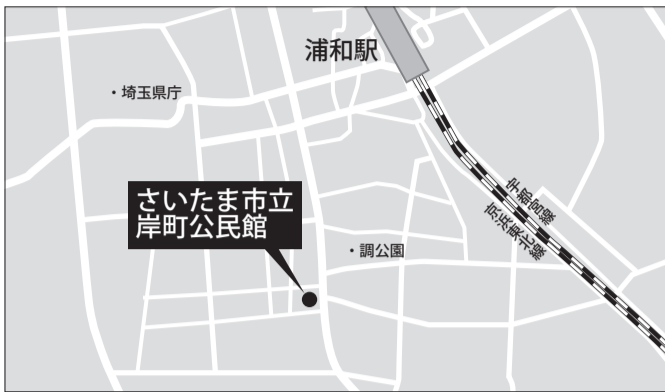 浦和駅
・埼玉県庁
さいたま市立
岸町公民館
・調公園
宇都宮線
京浜東北線